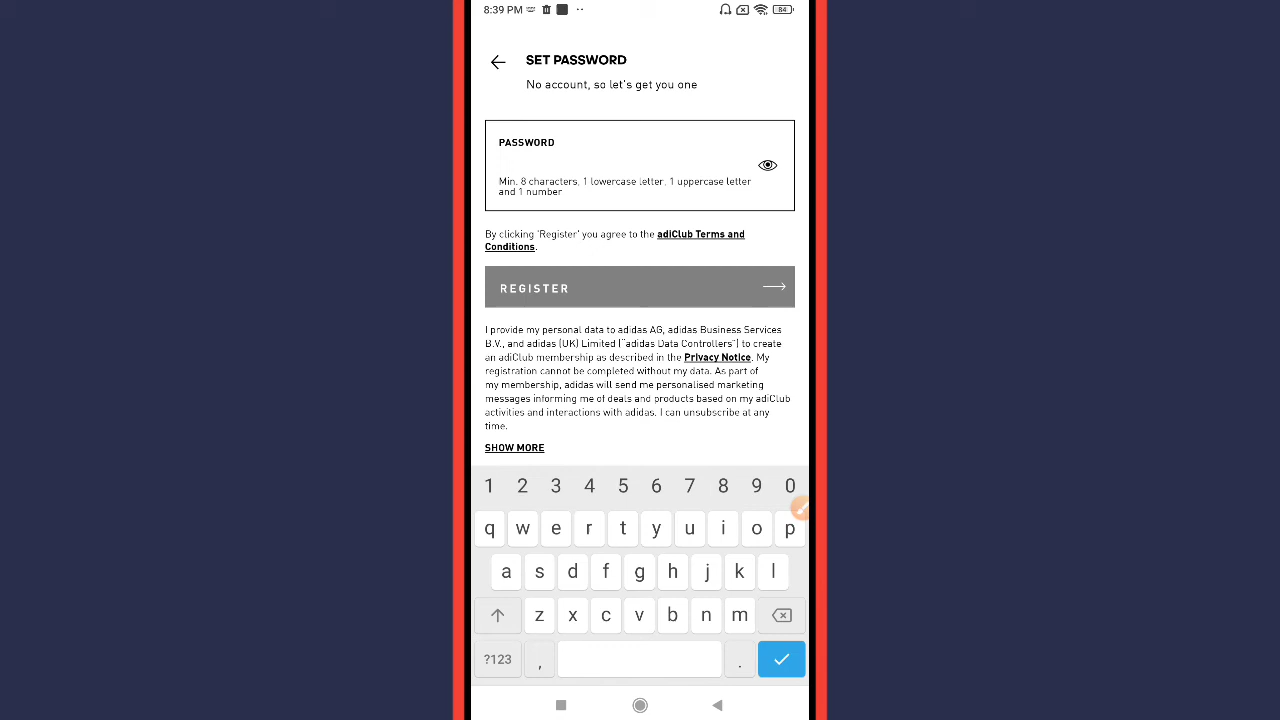 8:39 PM
84
SET PASSWORD
No account, so let's get you one
PASSWORD
Min. 8 characters, 1 lowercase letter, 1 uppercase letter
and 1 number
By clicking 'Register' you agree to the adiClub Terms and
Conditions.
REGISTER
I provide my personal data to adidas AG, adidas Business Services
B.V., and adidas (UK) Limited ("adidas Data Controllers") to create
an adiClub membership as described in the Privacy Notice. My
registration cannot be completed without my data. As part of
my membership, adidas will send me personalised marketing
messages informing me of deals and products based on my adiClub
activities and interactions with adidas. I can unsubscribe at any
time.
SHOW MORE
1 2 3 4 5 6 7 8 9 0
q w e r t y u i o p
a s d f g h j k l
z x c v b n m
?123 , .